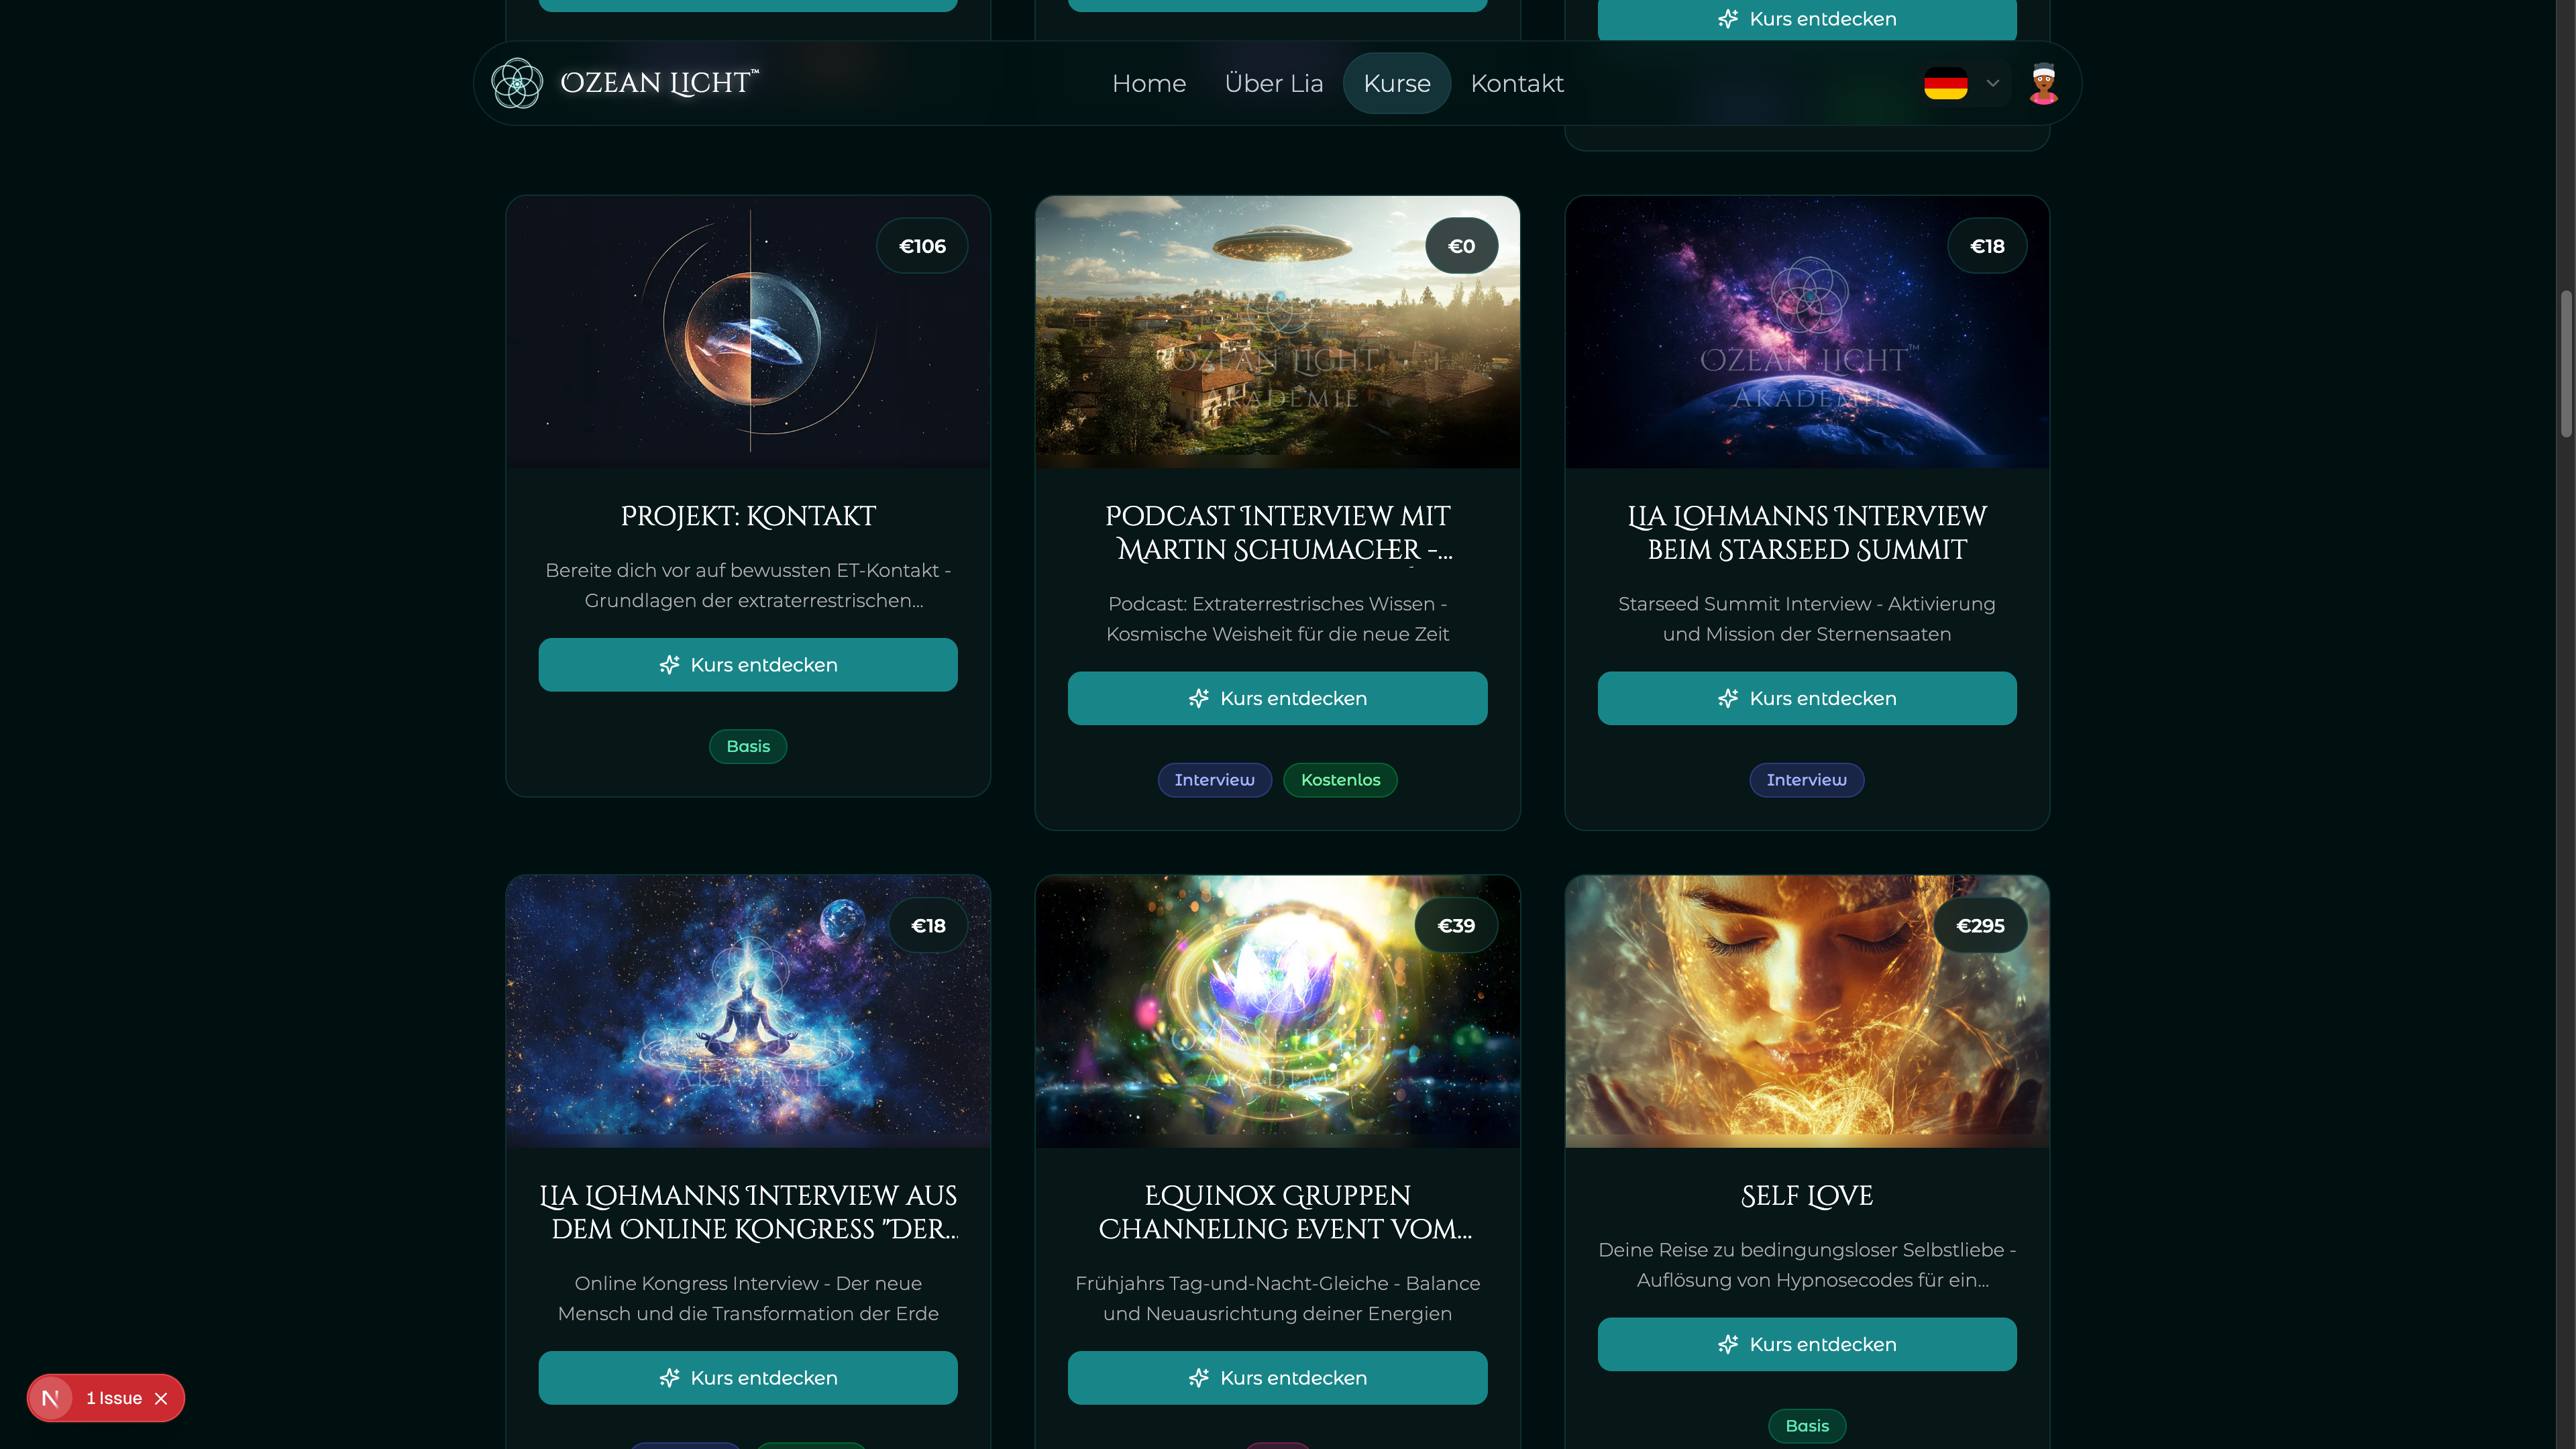 Kurs entdecken
OZEAN LICHT™
Home
Über Lia
Kurse
Kontakt
€106
€0
€18
OZEAN LICHT
AKADEMIE
OZEAN LICHT™
AKADEMIE
PROJEKT: KONTAKT
PODCAST INTERVIEW MIT
MARTIN SCHUMACHER -...
LIA LOHMANNS INTERVIEW
BEIM STARSEED SUMMIT
Bereite dich vor auf bewussten ET-Kontakt -
Grundlagen der extraterrestrischen...
Podcast: Extraterrestrisches Wissen -
Kosmische Weisheit für die neue Zeit
Starseed Summit Interview - Aktivierung
und Mission der Sternensaaten
Kurs entdecken
Kurs entdecken
Kurs entdecken
Basis
Interview
Kostenlos
Interview
€18
€39
€295
AKADEMIE
OZEAN LICHT
AKADEMIE
LIA LOHMANNS INTERVIEW AUS
DEM ONLINE KONGRESS "DER...
EQUINOX GRUPPEN
CHANNELING EVENT VOM...
SELF LOVE
Online Kongress Interview - Der neue
Mensch und die Transformation der Erde
Frühjahrs Tag-und-Nacht-Gleiche - Balance
und Neuausrichtung deiner Energien
Deine Reise zu bedingungsloser Selbstliebe -
Auflösung von Hypnosecodes für ein...
Kurs entdecken
Kurs entdecken
Kurs entdecken
Basis
N
1 Issue